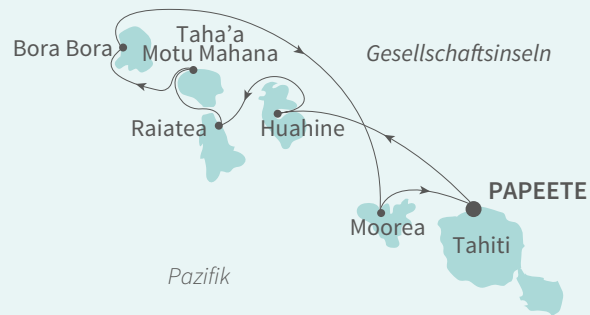 Taha’a
Bora Bora
Motu Mahana
Gesellschaftsinseln
Raiatea
Huahine
PAPEETE
Moorea
Tahiti
Pazifik